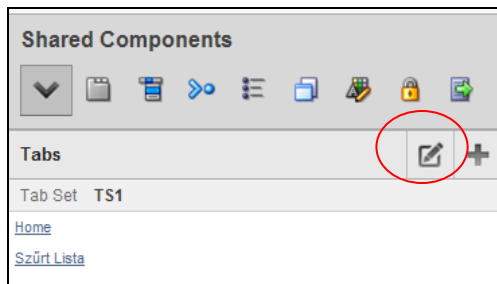 Shared Components
Tabs
Tab Set TS1
Home
Szűrt Lista